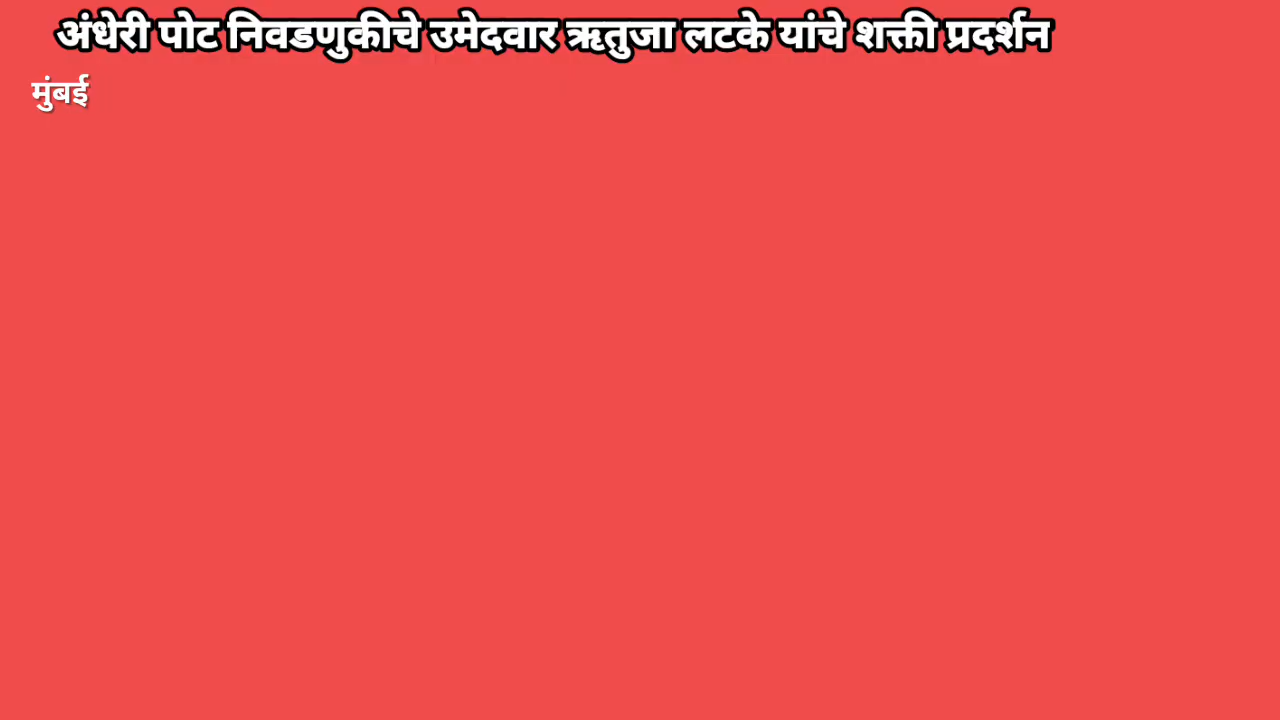 अंधेरी पोट निवडणुकीचे उमेदवार ऋतुजा लटके यांचे शक्ती प्रदर्शन
मुंबई